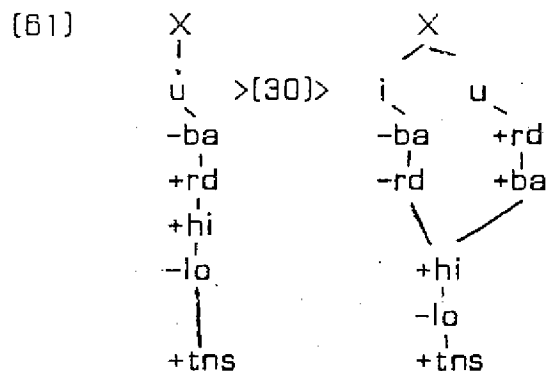 (61) X X
u >(30)> i u
-ba -ba +rd
+rd -rd +ba
+hi
-lo +hi
-lo
+tns +tns